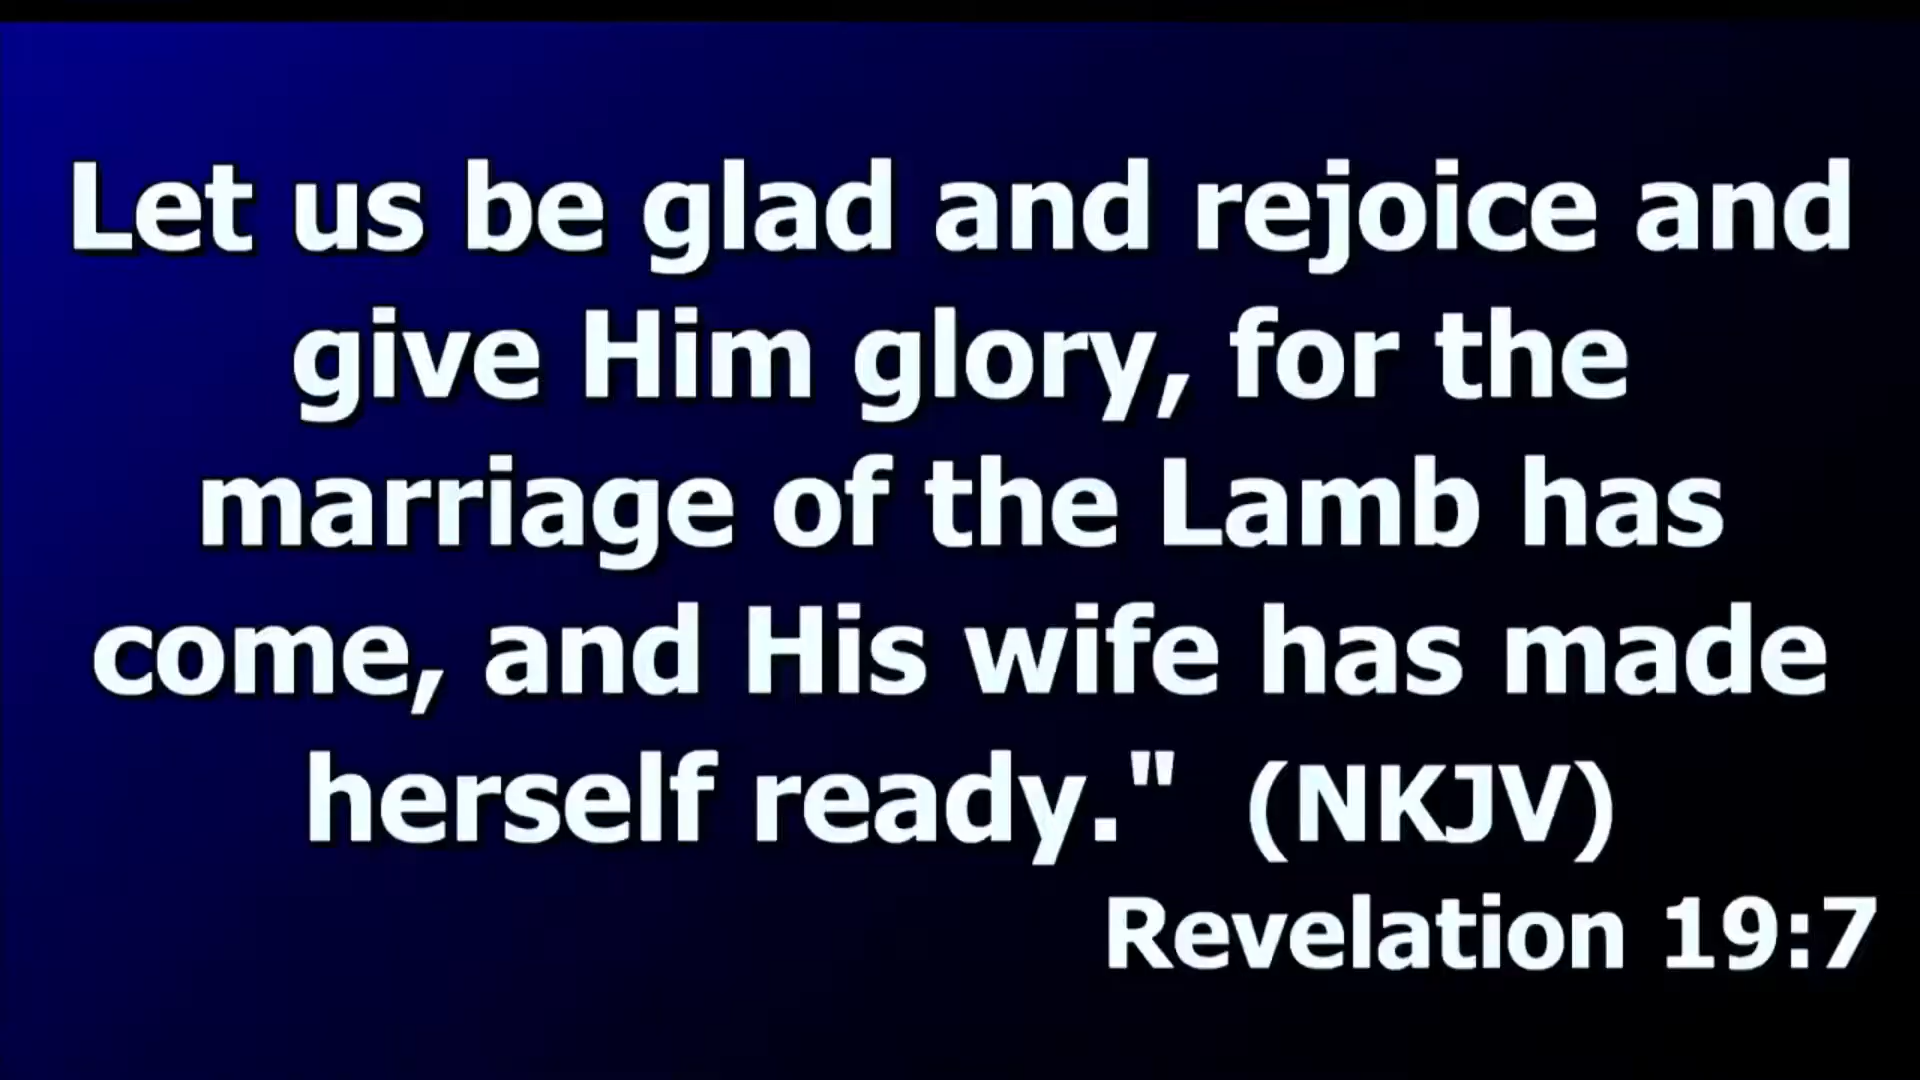 Let us be glad and rejoice and
give Him glory, for the
marriage of the Lamb has
come, and His wife has made
herself ready."  (NKJV)
Revelation 19:7